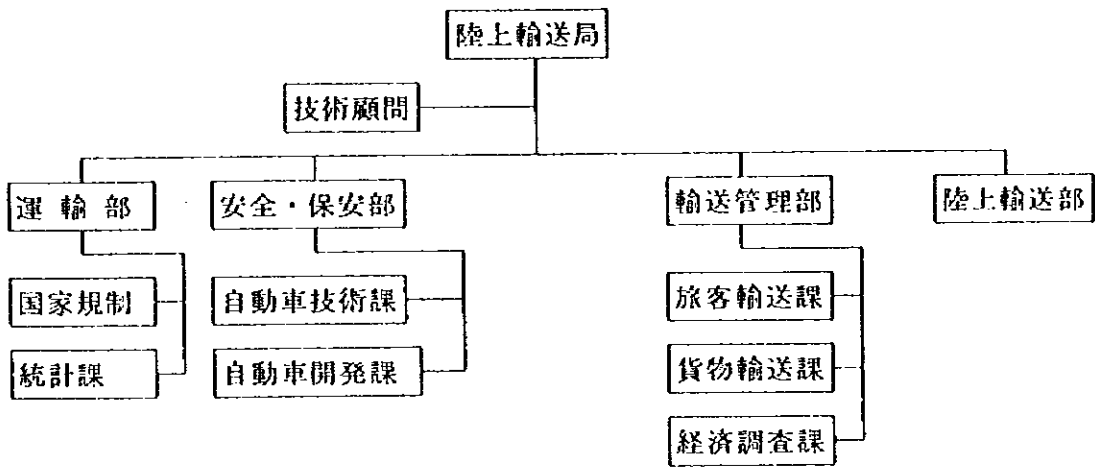 陸上輸送局
技術顧問
運輸部
安全・保安部
輸送管理部
陸上輸送部
国家規制
自動車技術課
旅客輸送課
統計課
自動車開発課
貨物輸送課
経済調査課